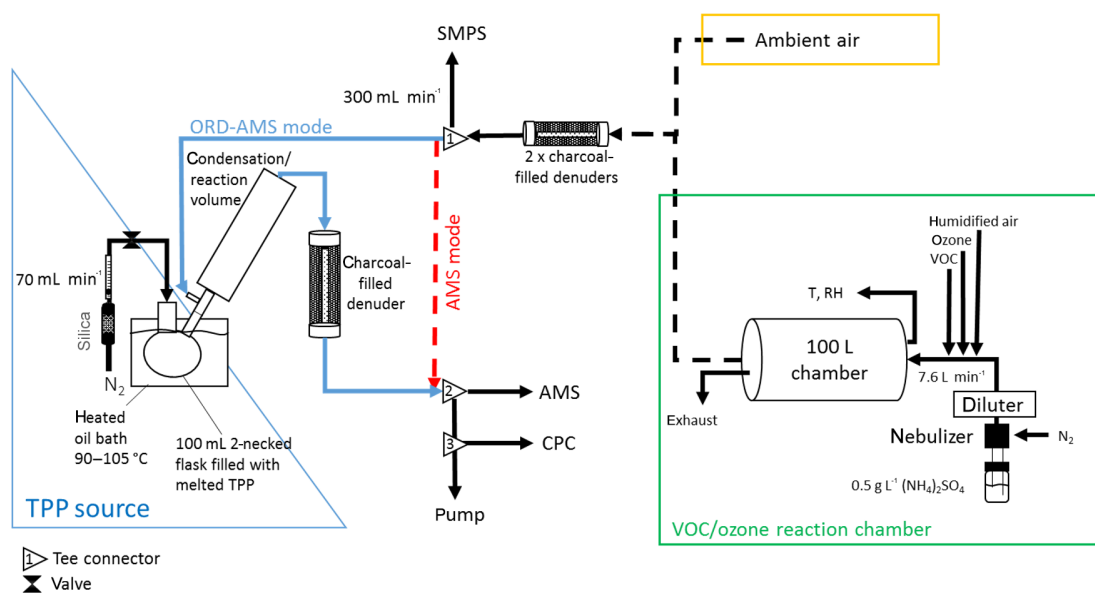 SMPS
Ambient air
300 mL min⁻¹
ORD-AMS mode
1
2 x charcoal-
filled denuders
Condensation/
reaction volume
AMS mode
Charcoal-
filled
denuder
70 mL min⁻¹
Silica
N₂
Heated
oil bath
90–105 °C
100 mL 2-necked
flask filled with
melted TPP
TPP source
2
AMS
3
CPC
Pump
Humidified air
Ozone
VOC
T, RH
100 L
chamber
7.6 L min⁻¹
Exhaust
Diluter
Nebulizer
N₂
0.5 g L⁻¹ (NH₄)₂SO₄
VOC/ozone reaction chamber
1
Tee connector
Valve